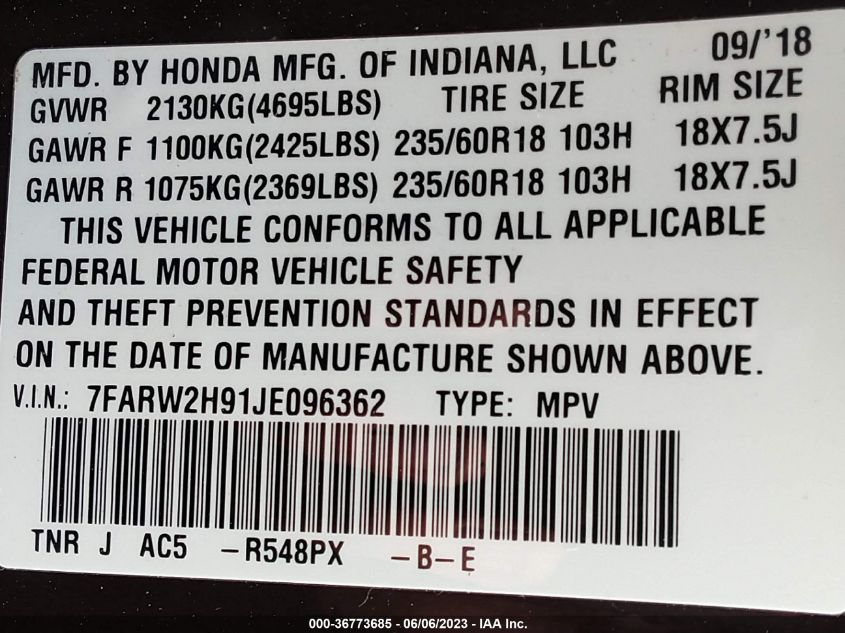 MFD. BY HONDA MFG. OF INDIANA, LLC 09/'18
GVWR 2130KG(4695LBS) TIRE SIZE RIM SIZE
GAWR F 1100KG(2425LBS) 235/60R18 103H 18X7.5J
GAWR R 1075KG(2369LBS) 235/60R18 103H 18X7.5J
THIS VEHICLE CONFORMS TO ALL APPLICABLE
FEDERAL MOTOR VEHICLE SAFETY
AND THEFT PREVENTION STANDARDS IN EFFECT
ON THE DATE OF MANUFACTURE SHOWN ABOVE.
V.I.N.: 7FARW2H91JE096362 TYPE: MPV
TNR J AC5 -R548PX -B-E
000-36773685 - 06/06/2023 - IAA Inc.